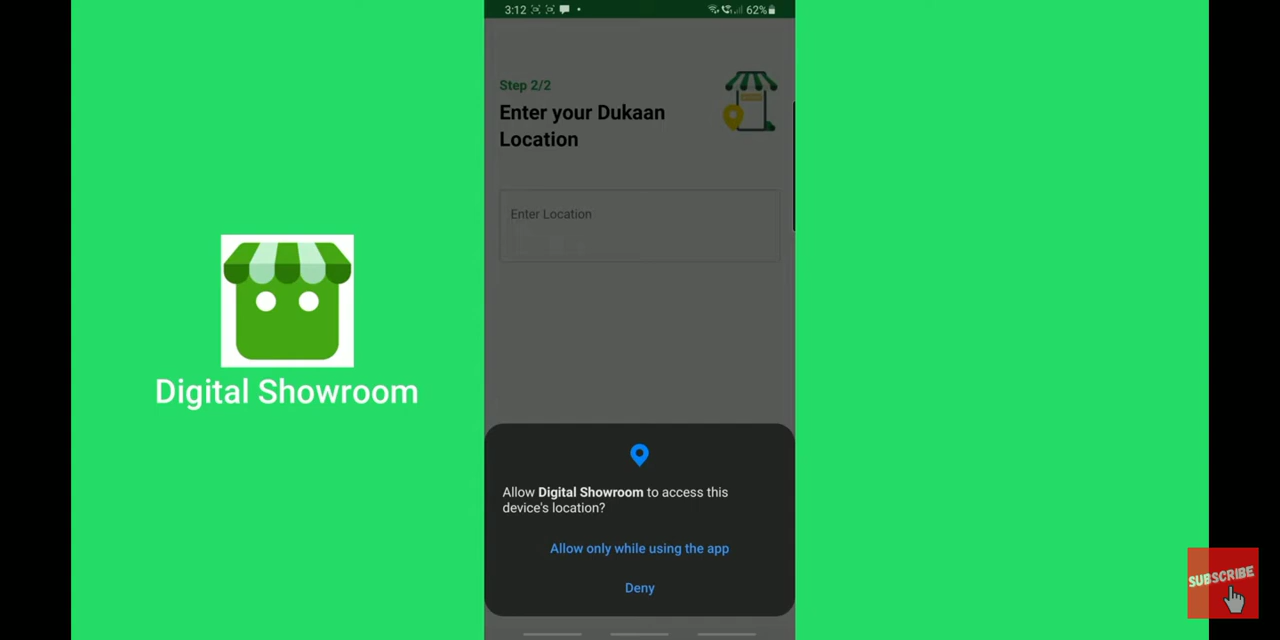 3:12
62%
Step 2/2
Enter your Dukaan
Location
Enter Location
Digital Showroom
Allow Digital Showroom to access this
device's location?
Allow only while using the app
Deny
SUBSCRIBE